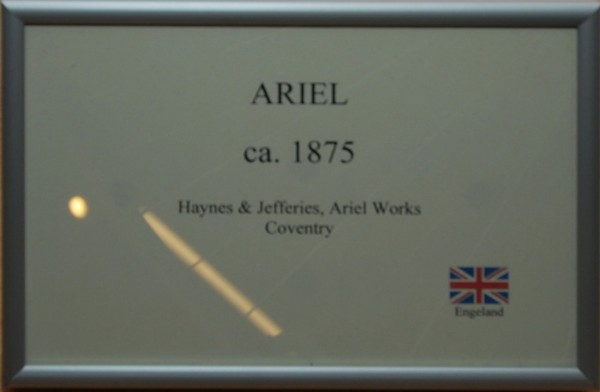 ARIEL
ca. 1875
Haynes & Jefferies, Ariel Works
Coventry
Engeland